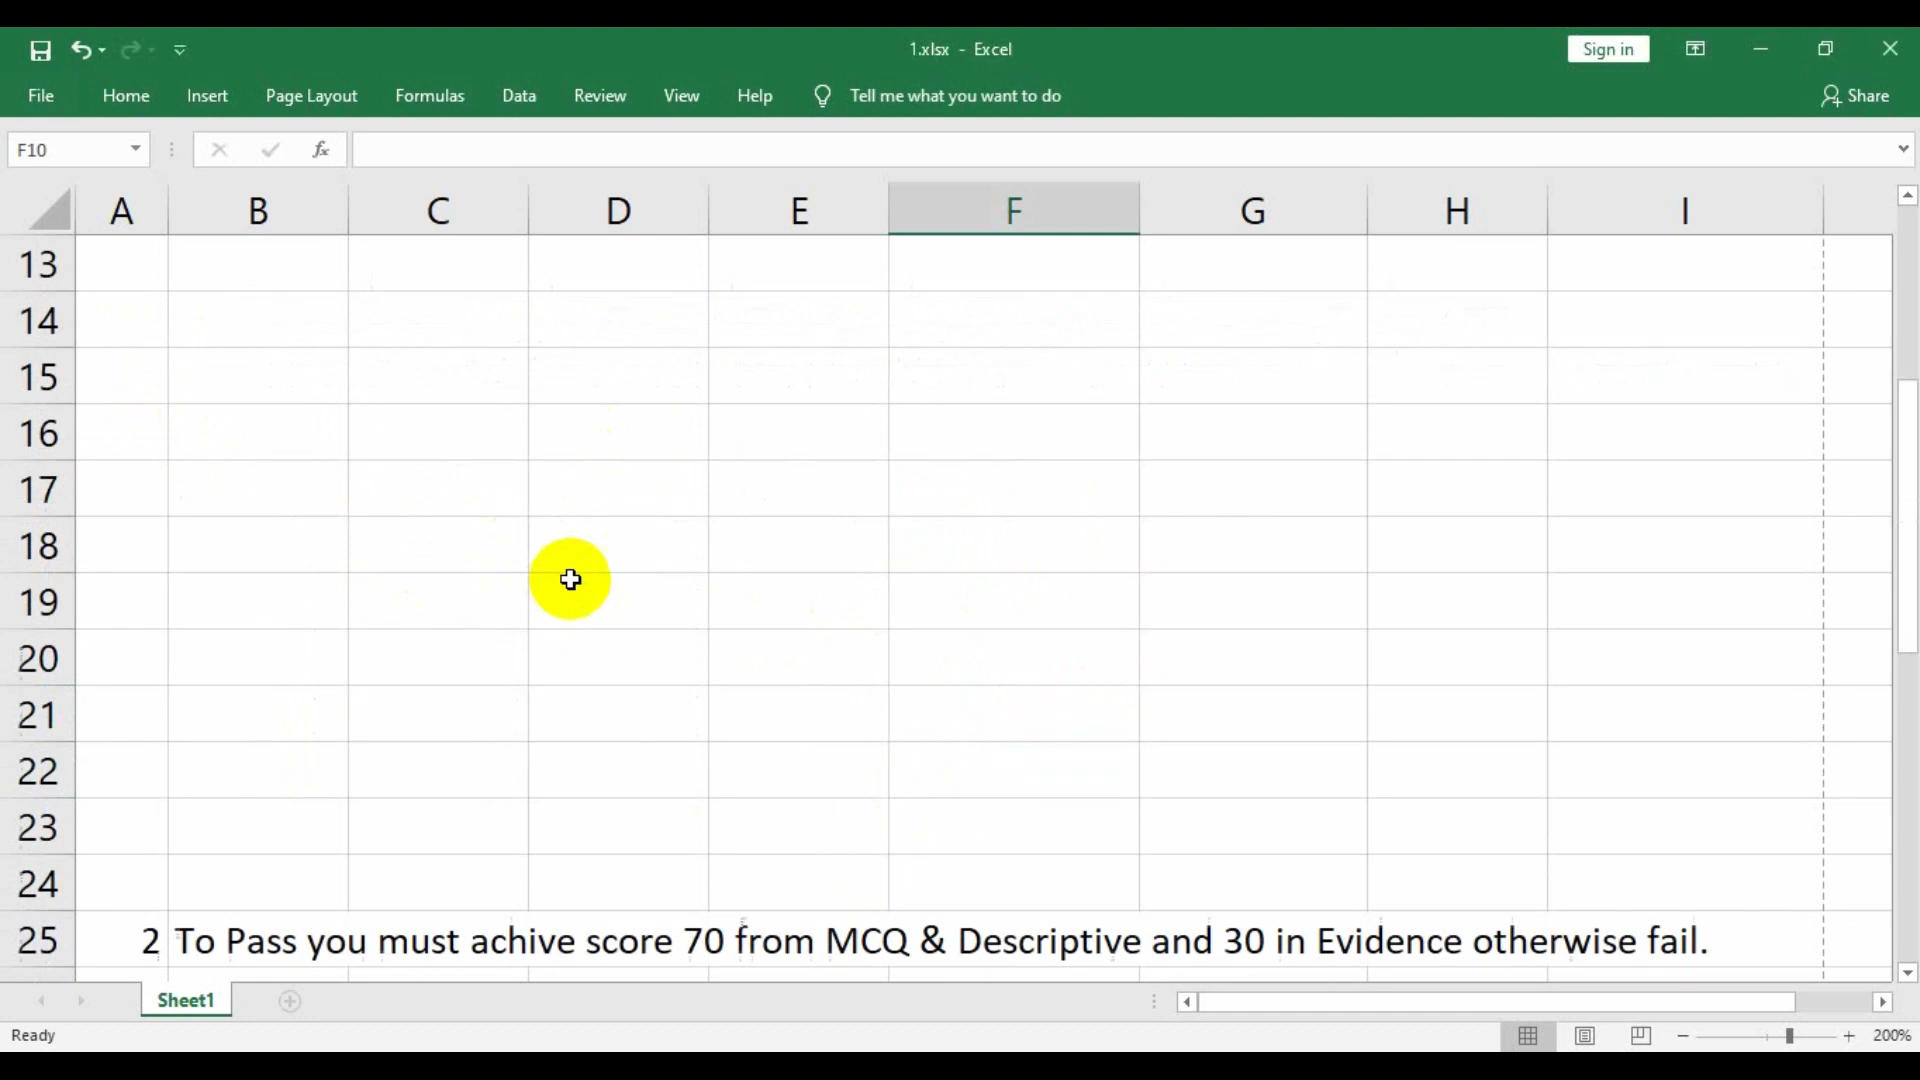 1.xlsx - Excel
Sign in
File Home Insert Page Layout Formulas Data Review View Help Tell me what you want to do Share
F10 fx
A B C D E F G H I
13
14
15
16
17
18
19
20
21
22
23
24
25 2 To Pass you must achive score 70 from MCQ & Descriptive and 30 in Evidence otherwise fail.
Sheet1
Ready 200%